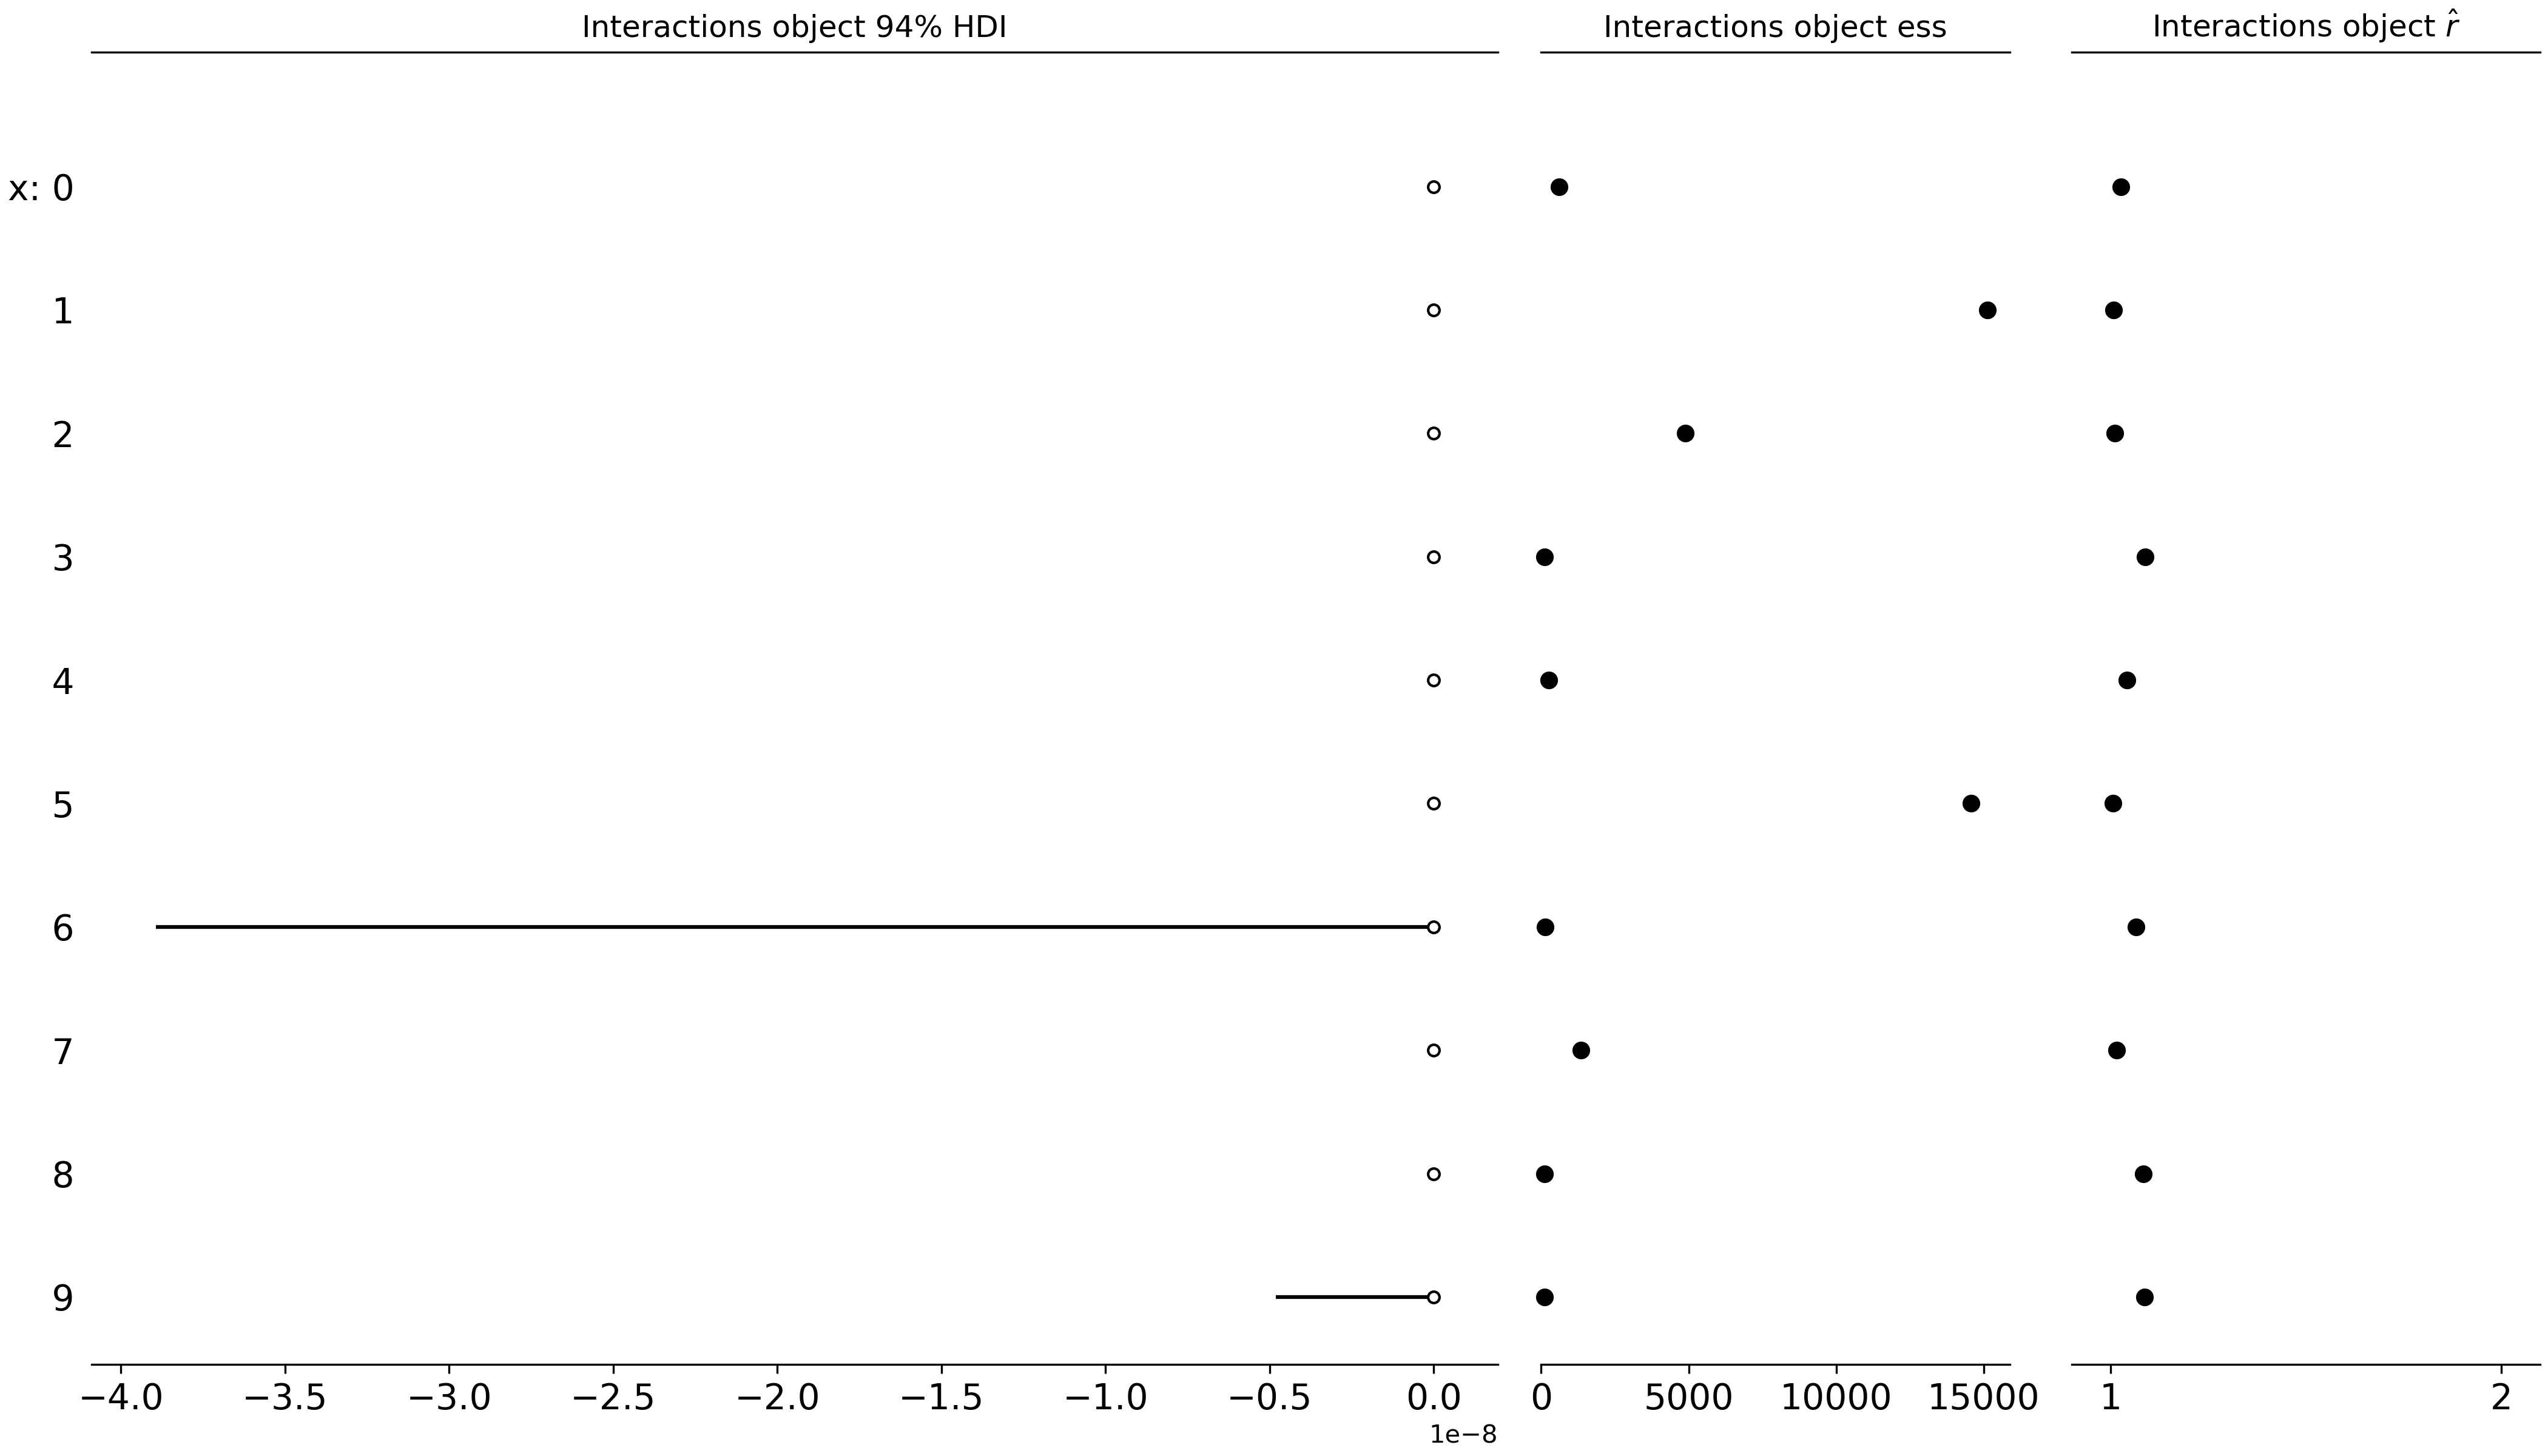 Interactions object 94% HDI Interactions object ess Interactions object r̂
x: 0
1
2
3
4
5
6
7
8
9
−4.0 −3.5 −3.0 −2.5 −2.0 −1.5 −1.0 −0.5 0.0 0 5000 10000 15000 1 2
1e−8